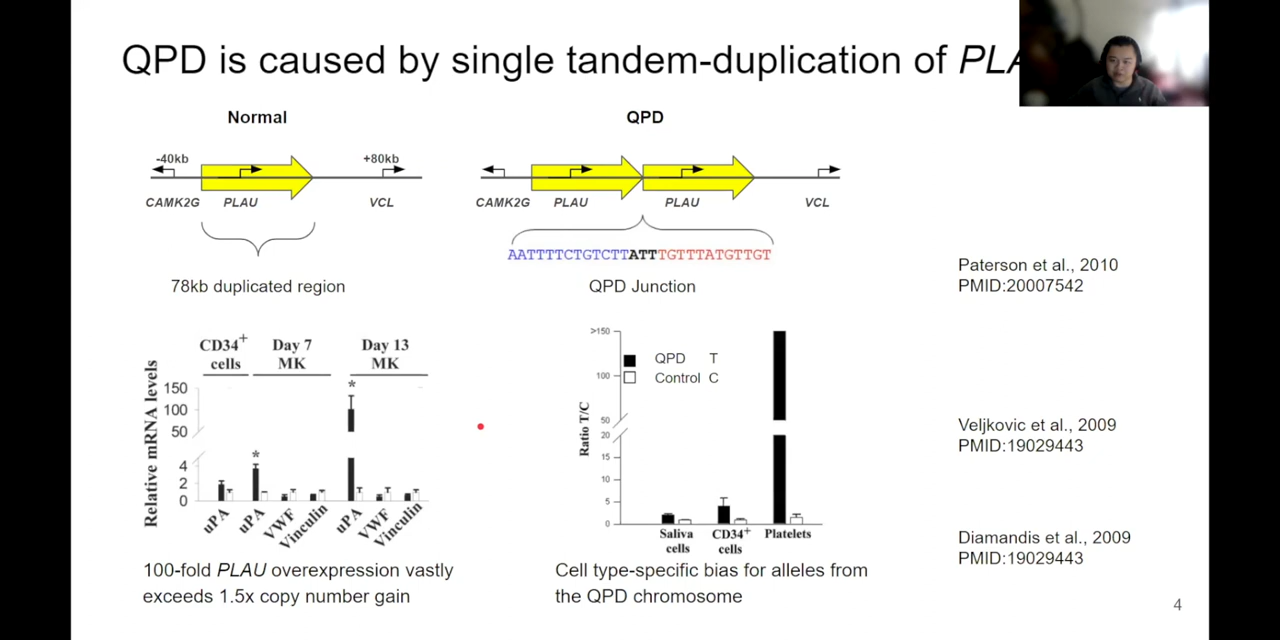 QPD is caused by single tandem-duplication of PLA
Normal
QPD
-40kb
+80kb
CAMK2G
PLAU
VCL
CAMK2G
PLAU
PLAU
VCL
AATTTTCTGTCTTATTTGTTTATGTTGT
78kb duplicated region
QPD Junction
Paterson et al., 2010
PMID:20007542
CD34+
cells
Day 7
MK
Day 13
MK
Relative mRNA levels
150
100
50
4
2
0
*
*
uPA
uPA
VWF
Vinculin
uPA
VWF
Vinculin
100-fold PLAU overexpression vastly
exceeds 1.5x copy number gain
Ratio T/C
>150
100
50
20
15
10
5
0
QPD T
Control C
Saliva
cells
CD34+
cells
Platelets
Cell type-specific bias for alleles from
the QPD chromosome
Veljkovic et al., 2009
PMID:19029443
Diamandis et al., 2009
PMID:19029443
4